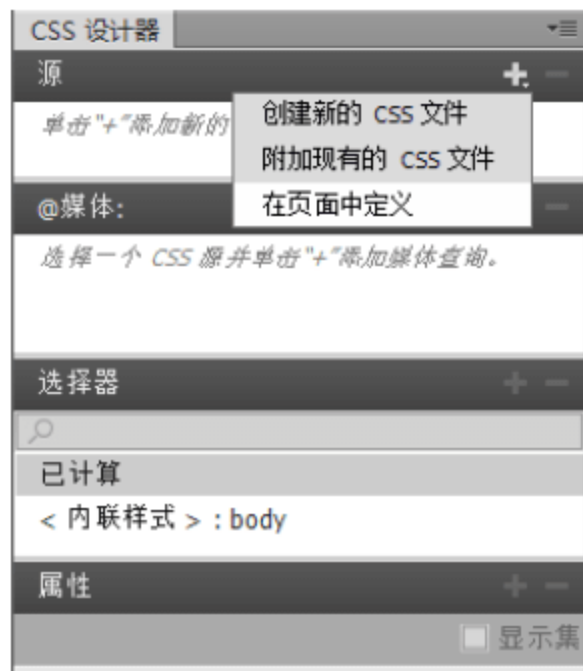 CSS 设计器
源
单击"+"添加新的
创建新的 CSS 文件
附加现有的 CSS 文件
在页面中定义
@媒体:
选择一个 CSS 源并单击"+"添加媒体查询。
选择器
已计算
< 内联样式 > : body
属性
显示集